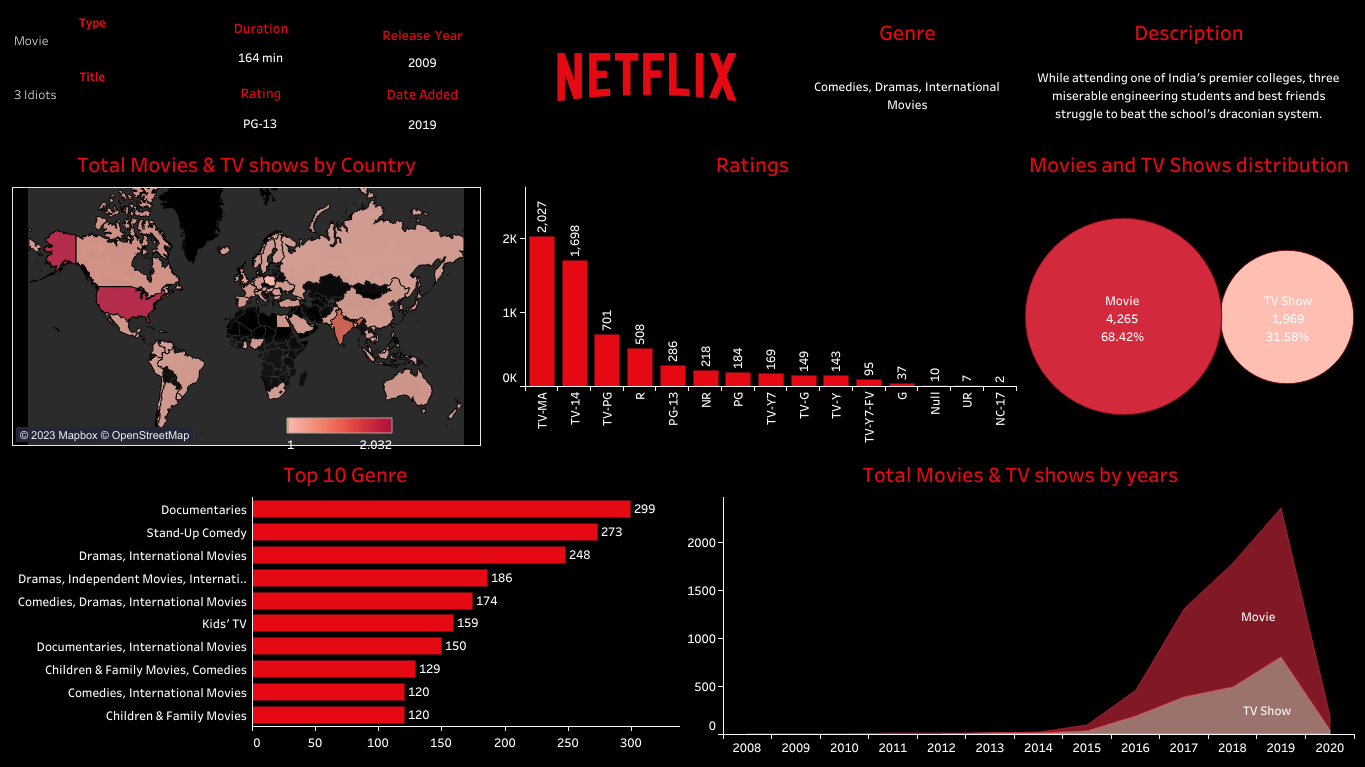 Type
Movie
Title
3 Idiots
Duration
164 min
Rating
PG-13
Release Year
2009
Date Added
2019
NETFLIX
Genre
Comedies, Dramas, International
Movies
Description
While attending one of India's premier colleges, three
miserable engineering students and best friends
struggle to beat the school's draconian system.
Total Movies & TV shows by Country
© 2023 Mapbox © OpenStreetMap
1
2,032
Ratings
2K
1K
0K
2,027
1,698
701
508
286
218
184
169
149
143
95
37
10
7
2
TV-MA
TV-14
TV-PG
R
PG-13
NR
PG
TV-Y7
TV-G
TV-Y
TV-Y7-FV
G
Null
UR
NC-17
Movies and TV Shows distribution
Movie
4,265
68.42%
TV Show
1,969
31.58%
Top 10 Genre
Documentaries 299
Stand-Up Comedy 273
Dramas, International Movies 248
Dramas, Independent Movies, Internati.. 186
Comedies, Dramas, International Movies 174
Kids' TV 159
Documentaries, International Movies 150
Children & Family Movies, Comedies 129
Comedies, International Movies 120
Children & Family Movies 120
0 50 100 150 200 250 300
Total Movies & TV shows by years
2000
1500
1000
500
0
Movie
TV Show
2008 2009 2010 2011 2012 2013 2014 2015 2016 2017 2018 2019 2020